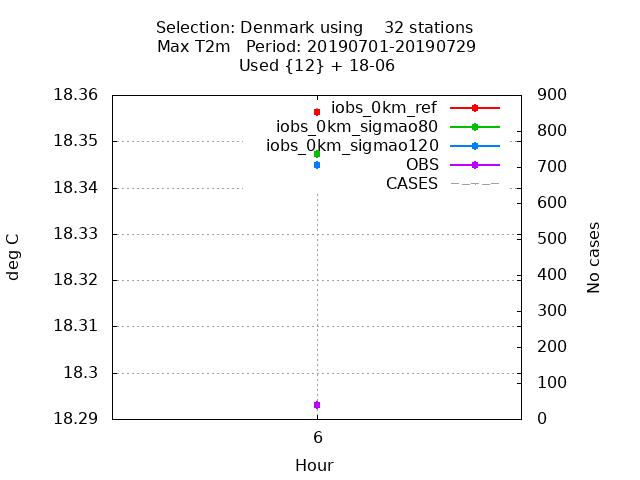 Selection: Denmark using    32 stations
Max T2m   Period: 20190701-20190729
Used {12} + 18-06
18.36
18.35
18.34
18.33
18.32
18.31
18.3
18.29
deg C
iobs_0km_ref
iobs_0km_sigmao80
iobs_0km_sigmao120
OBS
CASES
900
800
700
600
500
400
300
200
100
0
No cases
6
Hour